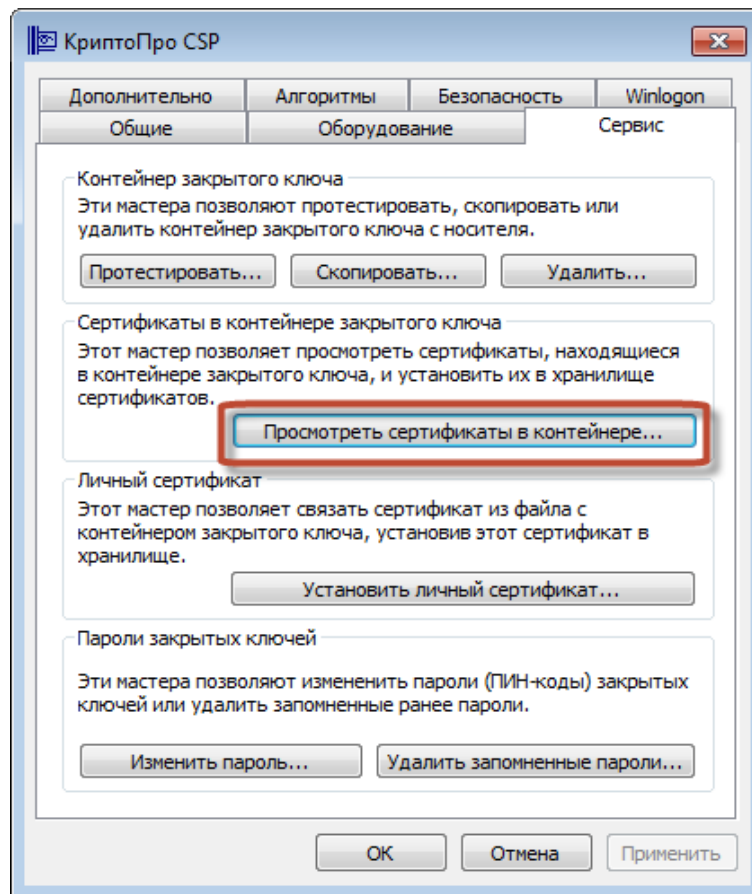 КриптоПро CSP
Дополнительно Алгоритмы Безопасность Winlogon
Общие Оборудование Сервис
Контейнер закрытого ключа
Эти мастера позволяют протестировать, скопировать или
удалить контейнер закрытого ключа с носителя.
Протестировать... Скопировать... Удалить...
Сертификаты в контейнере закрытого ключа
Этот мастер позволяет просмотреть сертификаты, находящиеся
в контейнере закрытого ключа, и установить их в хранилище
сертификатов.
Просмотреть сертификаты в контейнере...
Личный сертификат
Этот мастер позволяет связать сертификат из файла с
контейнером закрытого ключа, установив этот сертификат в
хранилище.
Установить личный сертификат...
Пароли закрытых ключей
Эти мастера позволяют измененить пароли (ПИН-коды) закрытых
ключей или удалить запомненные ранее пароли.
Изменить пароль... Удалить запомненные пароли...
ОК Отмена Применить